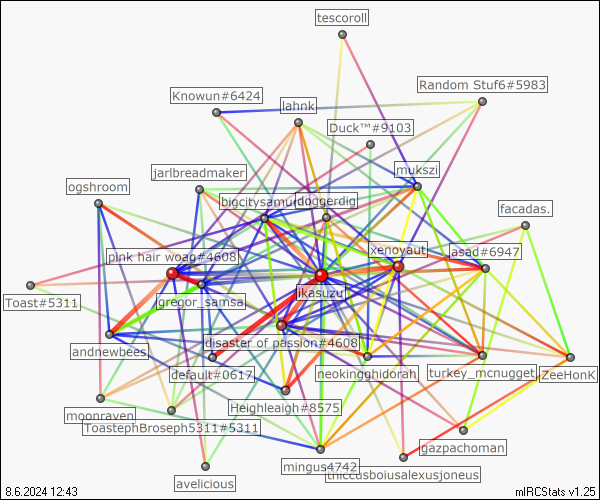 tescoroll
Random Stuf6#5983
Knowun#6424
lahnk
Duck™#9103
mukszi
jarlbreadmaker
ogshroom
bigcitysamur
doggerdig
facadas.
xenoyaut
asad#6947
pink hair woag#4608
ikasuzu
Toast#5311
gregor_samsa
disaster of passion#4608
andnewbees
default#0617
neokingghidorah
turkey_mcnugget
ZeeHonK
moonraven
Heighleaigh#8575
ToastephBroseph5311#5311
gazpachoman
mingus4742
thiccusboiusalexusjoneus
avelicious
8.6.2024 12:43
mIRCStats v1.25